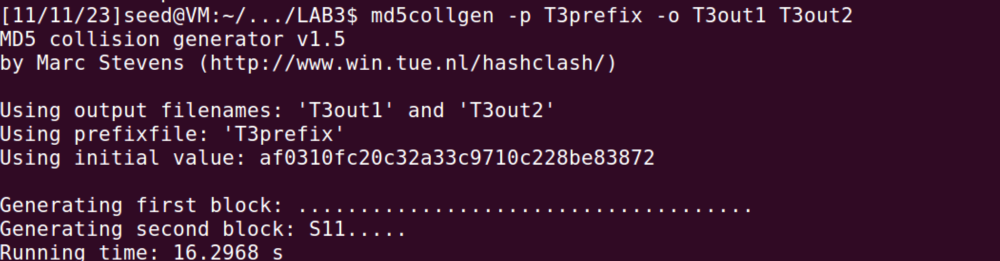 [11/11/23]seed@VM:~/.../LAB3$ md5collgen -p T3prefix -o T3out1 T3out2
MD5 collision generator v1.5
by Marc Stevens (http://www.win.tue.nl/hashclash/)
Using output filenames: 'T3out1' and 'T3out2'
Using prefixfile: 'T3prefix'
Using initial value: af0310fc20c32a33c9710c228be83872
Generating first block: .....................................
Generating second block: S11.....
Running time: 16.2968 s